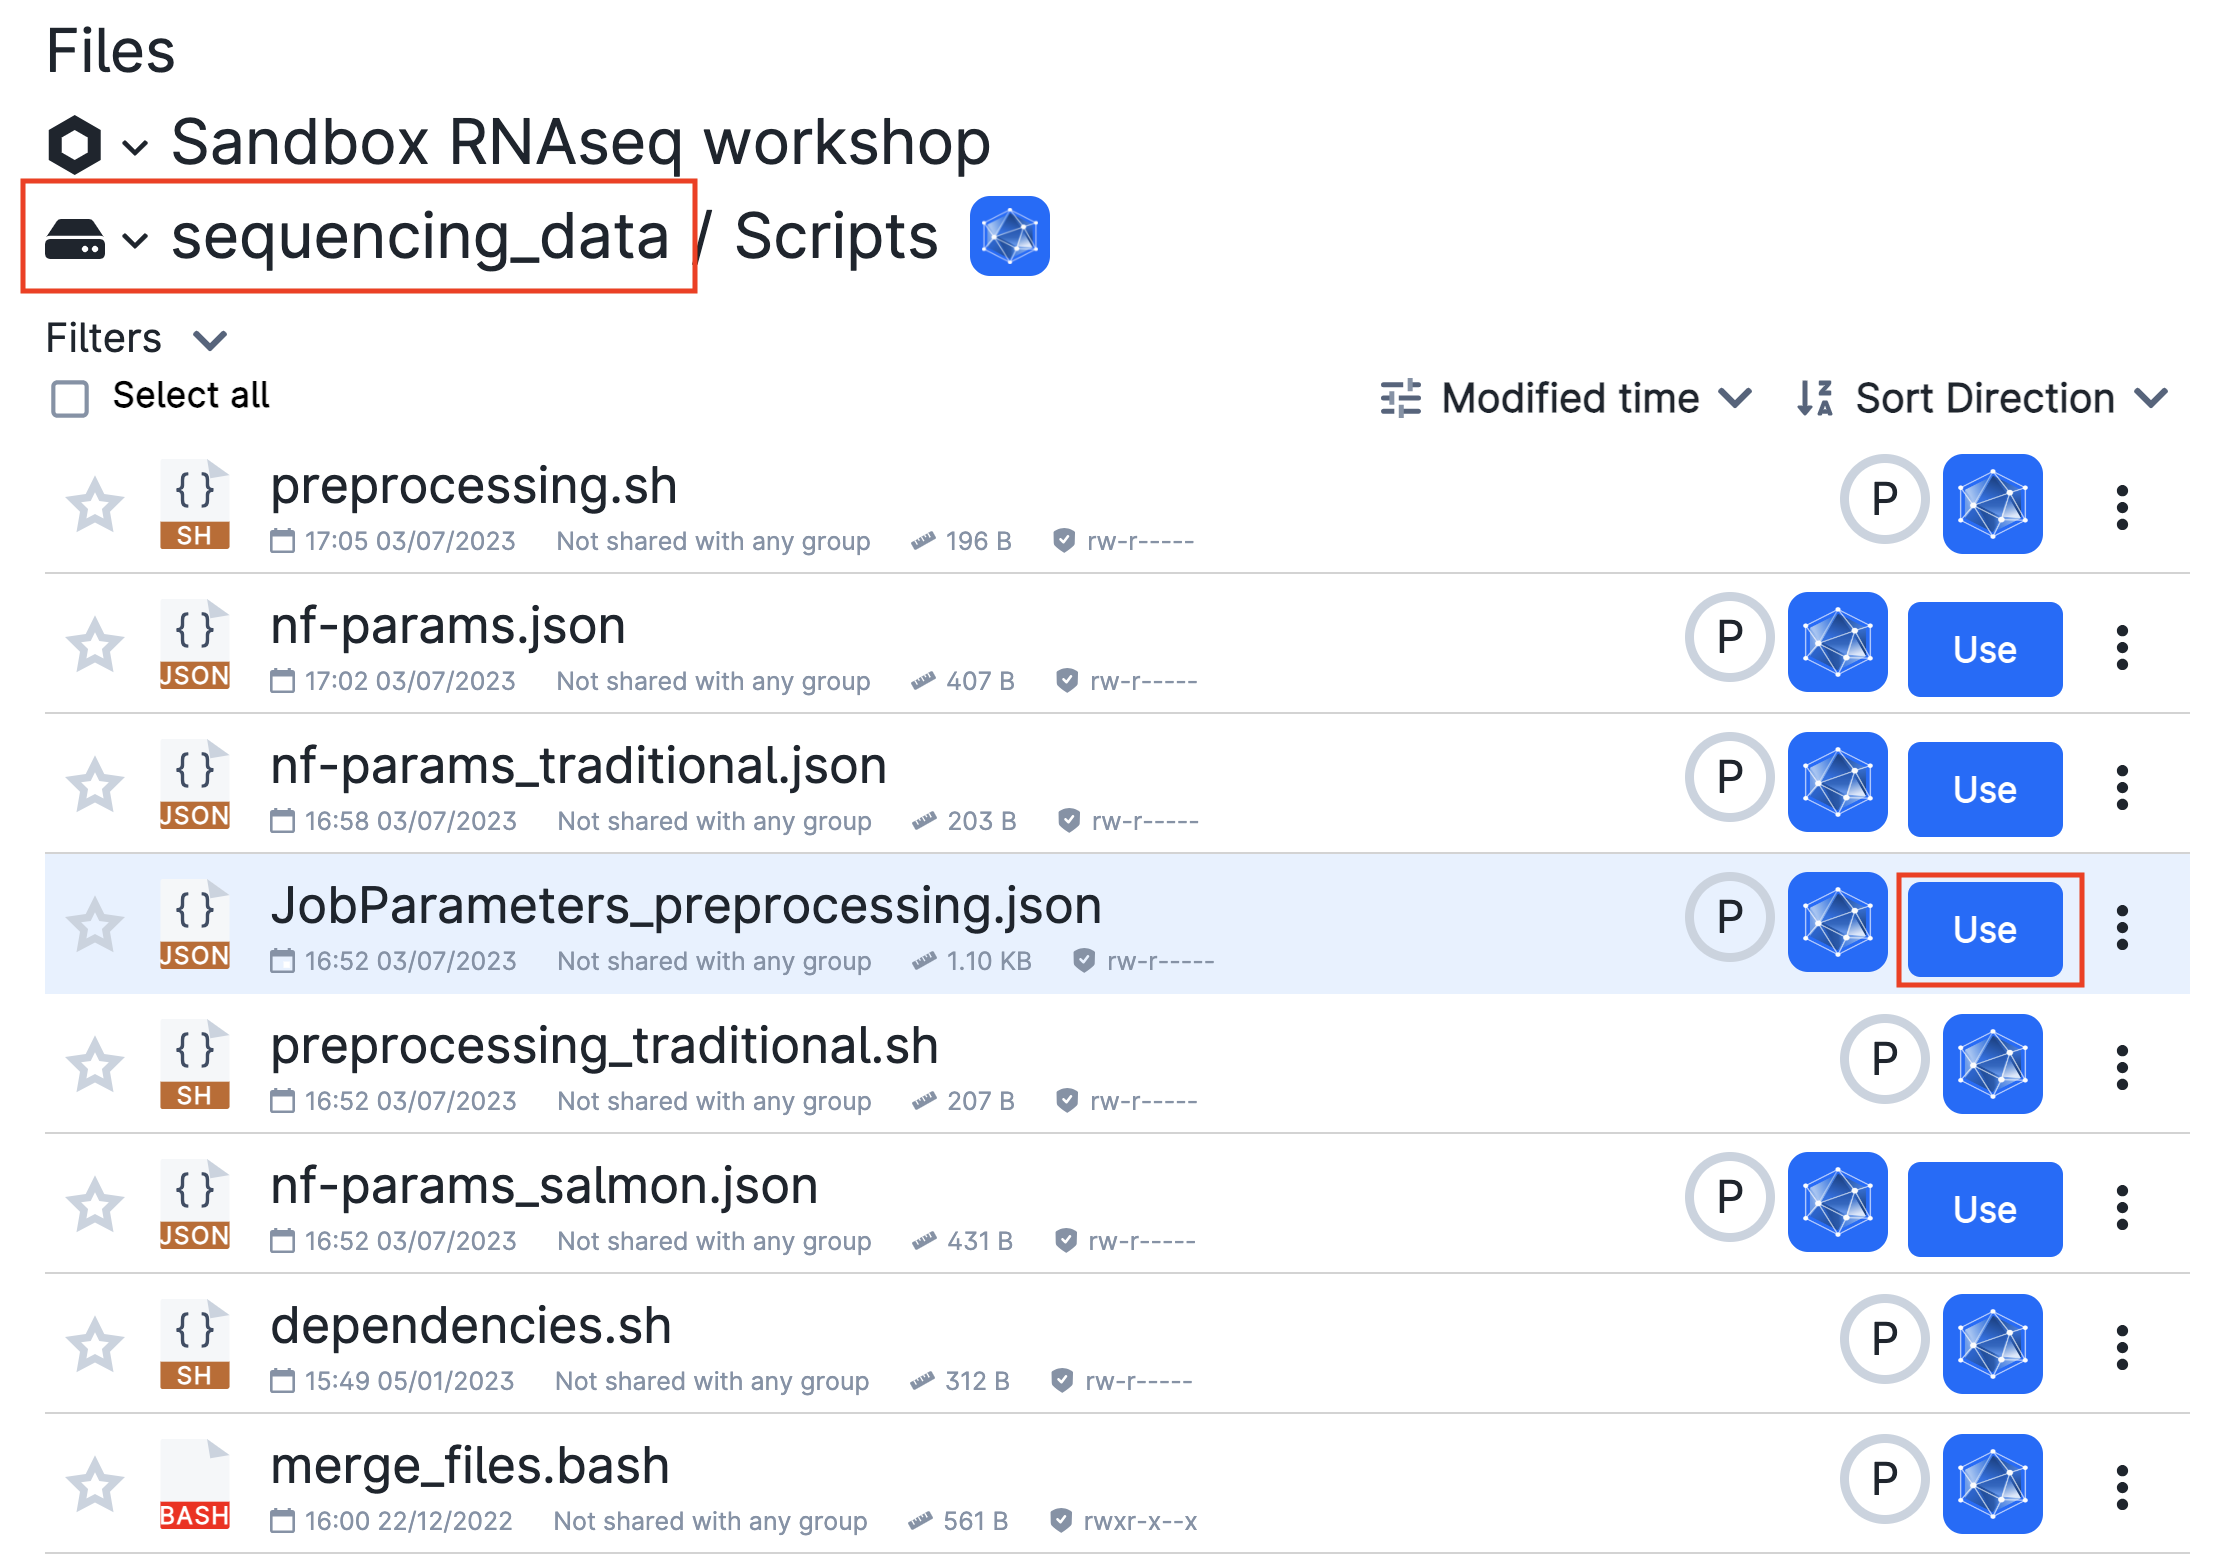 Files
Sandbox RNAseq workshop
sequencing_data / Scripts
Filters
Select all
Modified time
Sort Direction
preprocessing.sh
P
SH
17:05 03/07/2023 Not shared with any group 196 B rw-r-----
nf-params.json
P
Use
JSON
17:02 03/07/2023 Not shared with any group 407 B rw-r-----
nf-params_traditional.json
P
Use
JSON
16:58 03/07/2023 Not shared with any group 203 B rw-r-----
JobParameters_preprocessing.json
P
Use
JSON
16:52 03/07/2023 Not shared with any group 1.10 KB rw-r-----
preprocessing_traditional.sh
P
SH
16:52 03/07/2023 Not shared with any group 207 B rw-r-----
nf-params_salmon.json
P
Use
JSON
16:52 03/07/2023 Not shared with any group 431 B rw-r-----
dependencies.sh
P
SH
15:49 05/01/2023 Not shared with any group 312 B rw-r-----
merge_files.bash
P
BASH
16:00 22/12/2022 Not shared with any group 561 B rwxr-x--x